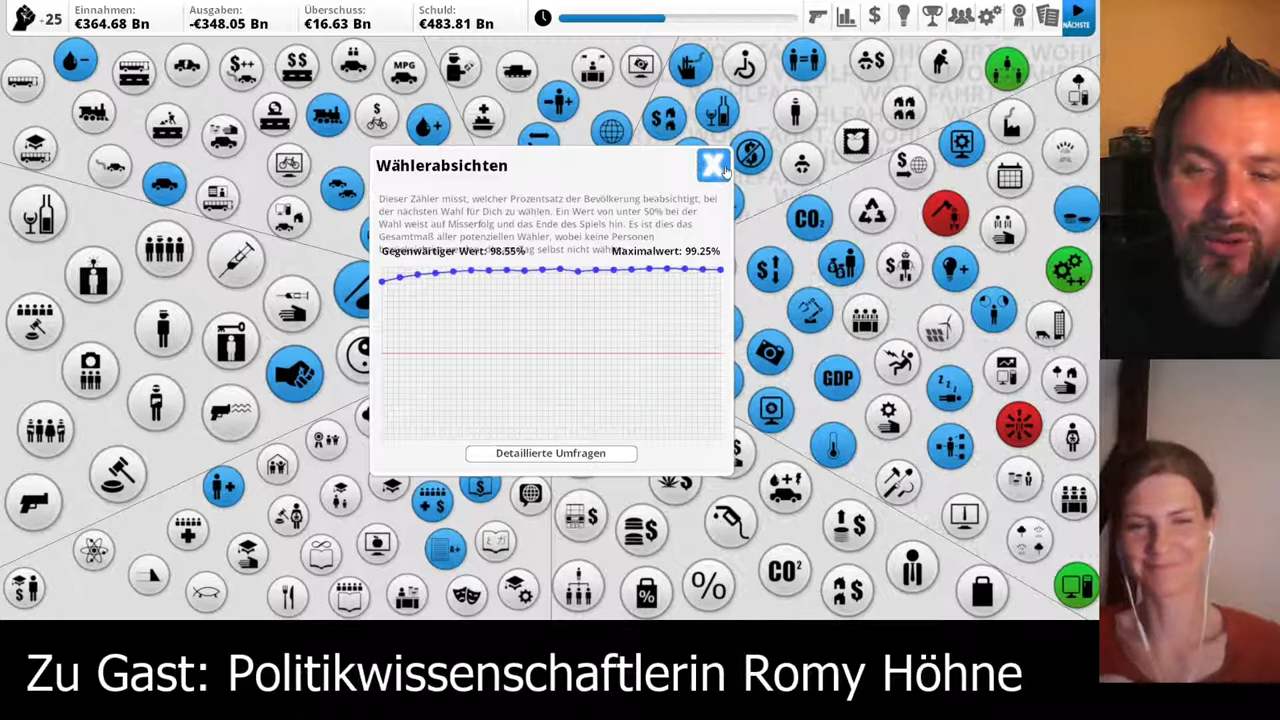 +25
Einnahmen:
€364.68 Bn
Ausgaben:
-€348.05 Bn
Überschuss:
€16.63 Bn
Schuld:
€483.81 Bn
NÄCHSTE
$++
$$
MPG
WOHLFAHRT
CO²
GDP
Wählerabsichten
X
Dieser Zähler misst, welcher Prozentsatz der Bevölkerung beabsichtigt, bei
der nächsten Wahl für Dich zu wählen. Ein Wert von unter 50% bei der
Wahl weist auf Misserfolg und das Ende des Spiels hin. Es ist dies das
Gesamtmaß aller potenziellen Wähler, wobei keine Personen
Gegenwärtiger Wert: 98.55%
Maximalwert: 99.25%
Detaillierte Umfragen
A+
%
CO²
Zu Gast: Politikwissenschaftlerin Romy Höhne